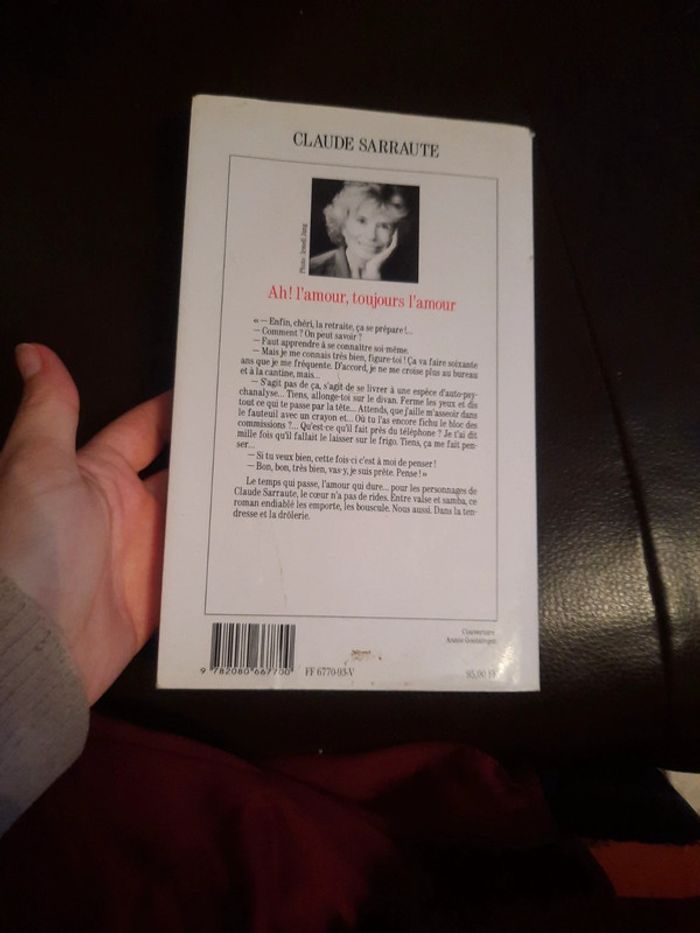 CLAUDE SARRAUTE
Ah! l'amour, toujours l'amour
«— Enfin, chéri, la retraite, ça se prépare!...
— Comment ? On peut savoir ?
— Faut apprendre à se connaître soi-même.
— Mais je me connais très bien, figure-toi ! Ça va faire soixante
ans que je me fréquente. D'accord, je ne me croise plus au bureau
et à la cantine, mais...
— S'agit pas de ça, s'agit de se livrer à une espèce d'auto-psy-
chanalyse... Tiens, allonge-toi sur le divan. Ferme les yeux et dis
tout ce qui te passe par la tête... Attends, que j'aille m'asseoir dans
le fauteuil avec un crayon et... Où tu l'as encore fichu le bloc des
commissions ?... Qu'est-ce qu'il fait près du téléphone ? Je t'ai dit
mille fois qu'il fallait le laisser sur le frigo. Tiens, ça me fait pen-
ser...
— Si tu veux bien, cette fois-ci c'est à moi de penser !
— Bon, bon, très bien, vas-y, je suis prête. Pense ! »
Le temps qui passe, l'amour qui dure... pour les personnages de
Claude Sarraute, le cœur n'a pas de rides. Entre valse et samba, ce
roman endiablé les emporte, les bouscule. Nous aussi. Dans la ten-
dresse et la drôlerie.
Couverture
9 782080 667700
FF 6770-93-V
95,00 F